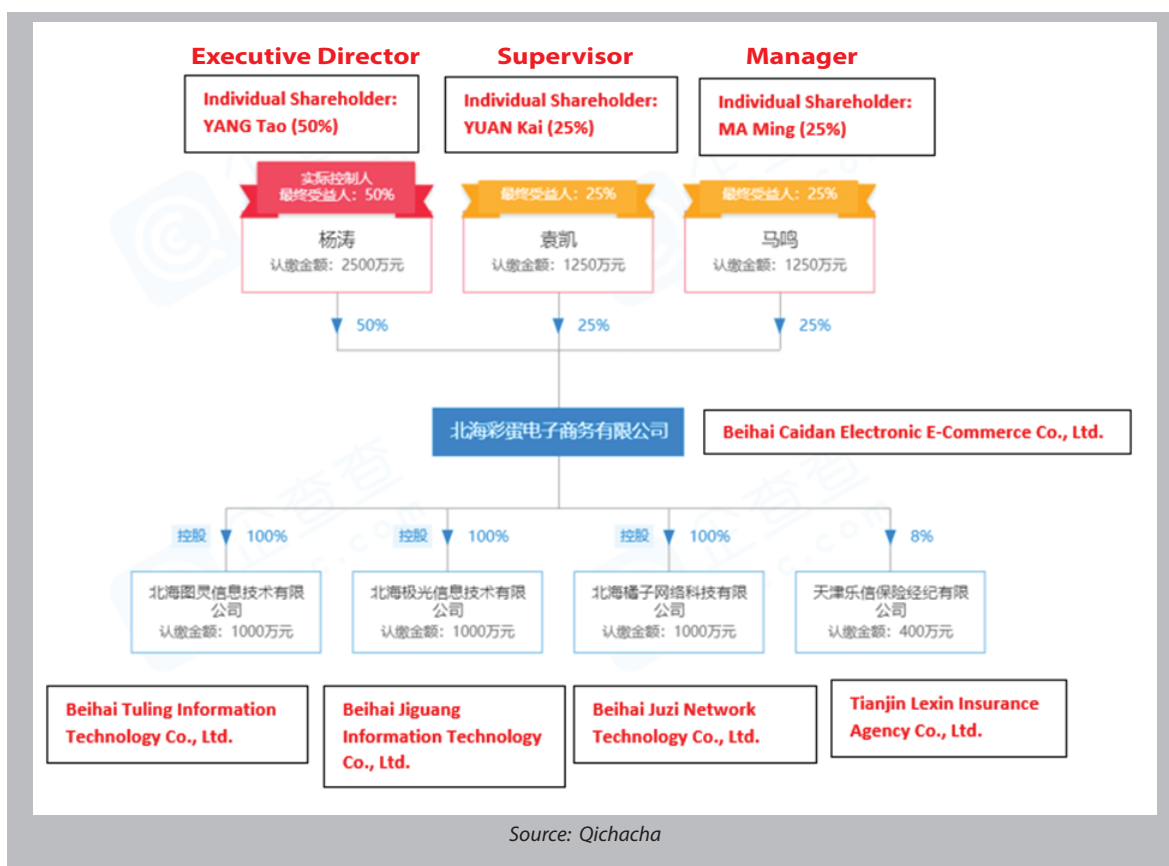 Executive Director
Supervisor
Manager
Individual Shareholder:
YANG Tao (50%)
Individual Shareholder:
YUAN Kai (25%)
Individual Shareholder:
MA Ming (25%)
实际控制人
最终受益人：50%
最终受益人：25%
最终受益人：25%
杨涛
认缴金额：2500万元
袁凯
认缴金额：1250万元
马鸣
认缴金额：1250万元
50%
25%
25%
北海彩蛋电子商务有限公司
Beihai Caidan Electronic E-Commerce Co., Ltd.
控股
100%
控股
100%
控股
100%
8%
北海图灵信息技术有限
公司
认缴金额：1000万元
北海极光信息技术有限
公司
认缴金额：1000万元
北海橘子网络科技有限
公司
认缴金额：1000万元
天津乐信保险经纪有限
公司
认缴金额：400万元
Beihai Tuling Information
Technology Co., Ltd.
Beihai Jiguang
Information Technology
Co., Ltd.
Beihai Juzi Network
Technology Co., Ltd.
Tianjin Lexin Insurance
Agency Co., Ltd.
Source: Qichacha